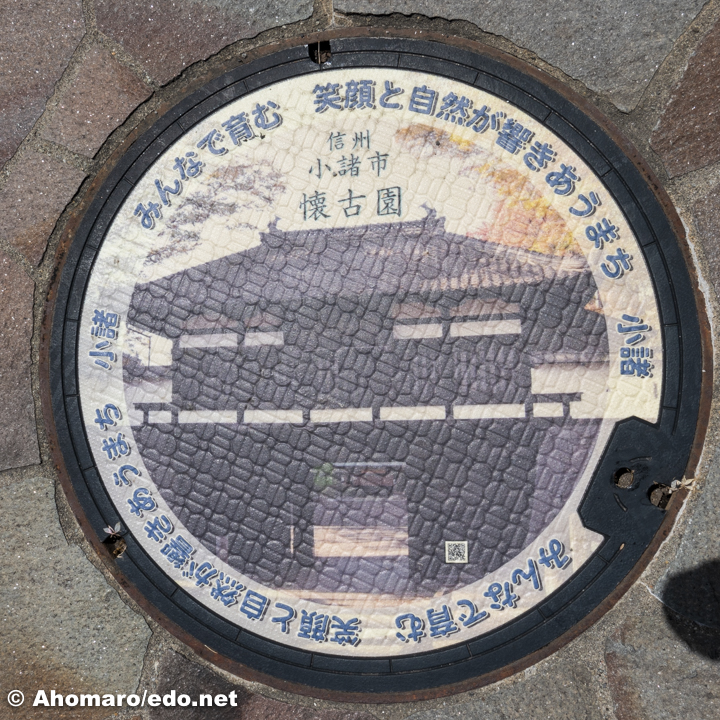 みんなで育む 笑顔と自然が響きあうまち 小諸
信州
小諸市
懐古園
みんなで育む 笑顔と自然が響きあうまち 小諸
© Ahomaro/edo.net